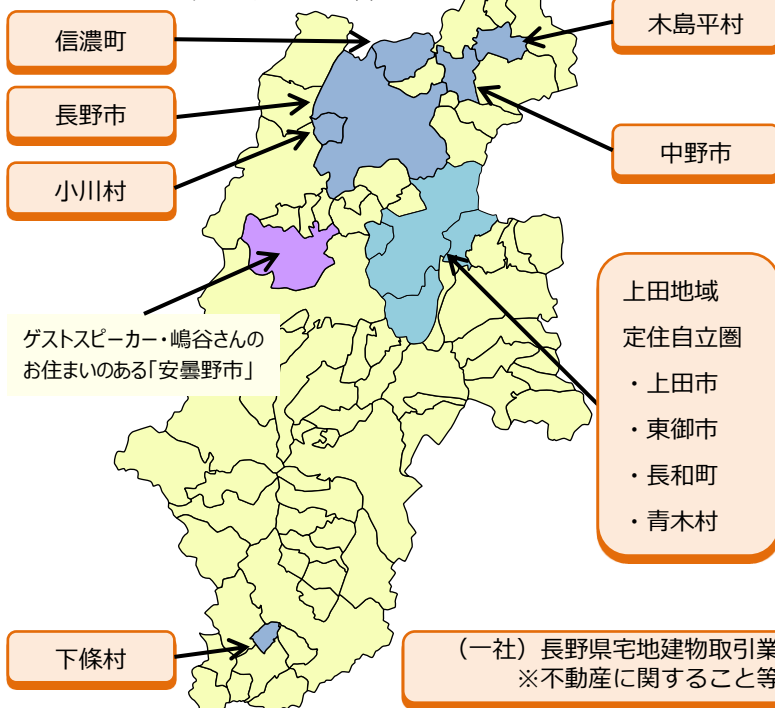 信濃町
長野市
小川村
木島平村
中野市
ゲストスピーカー・嶋谷さんの
お住まいのある「安曇野市」
上田地域
定住自立圏
・上田市
・東御市
・長和町
・青木村
下條村
（一社）長野県宅地建物取引業
※不動産に関すること等